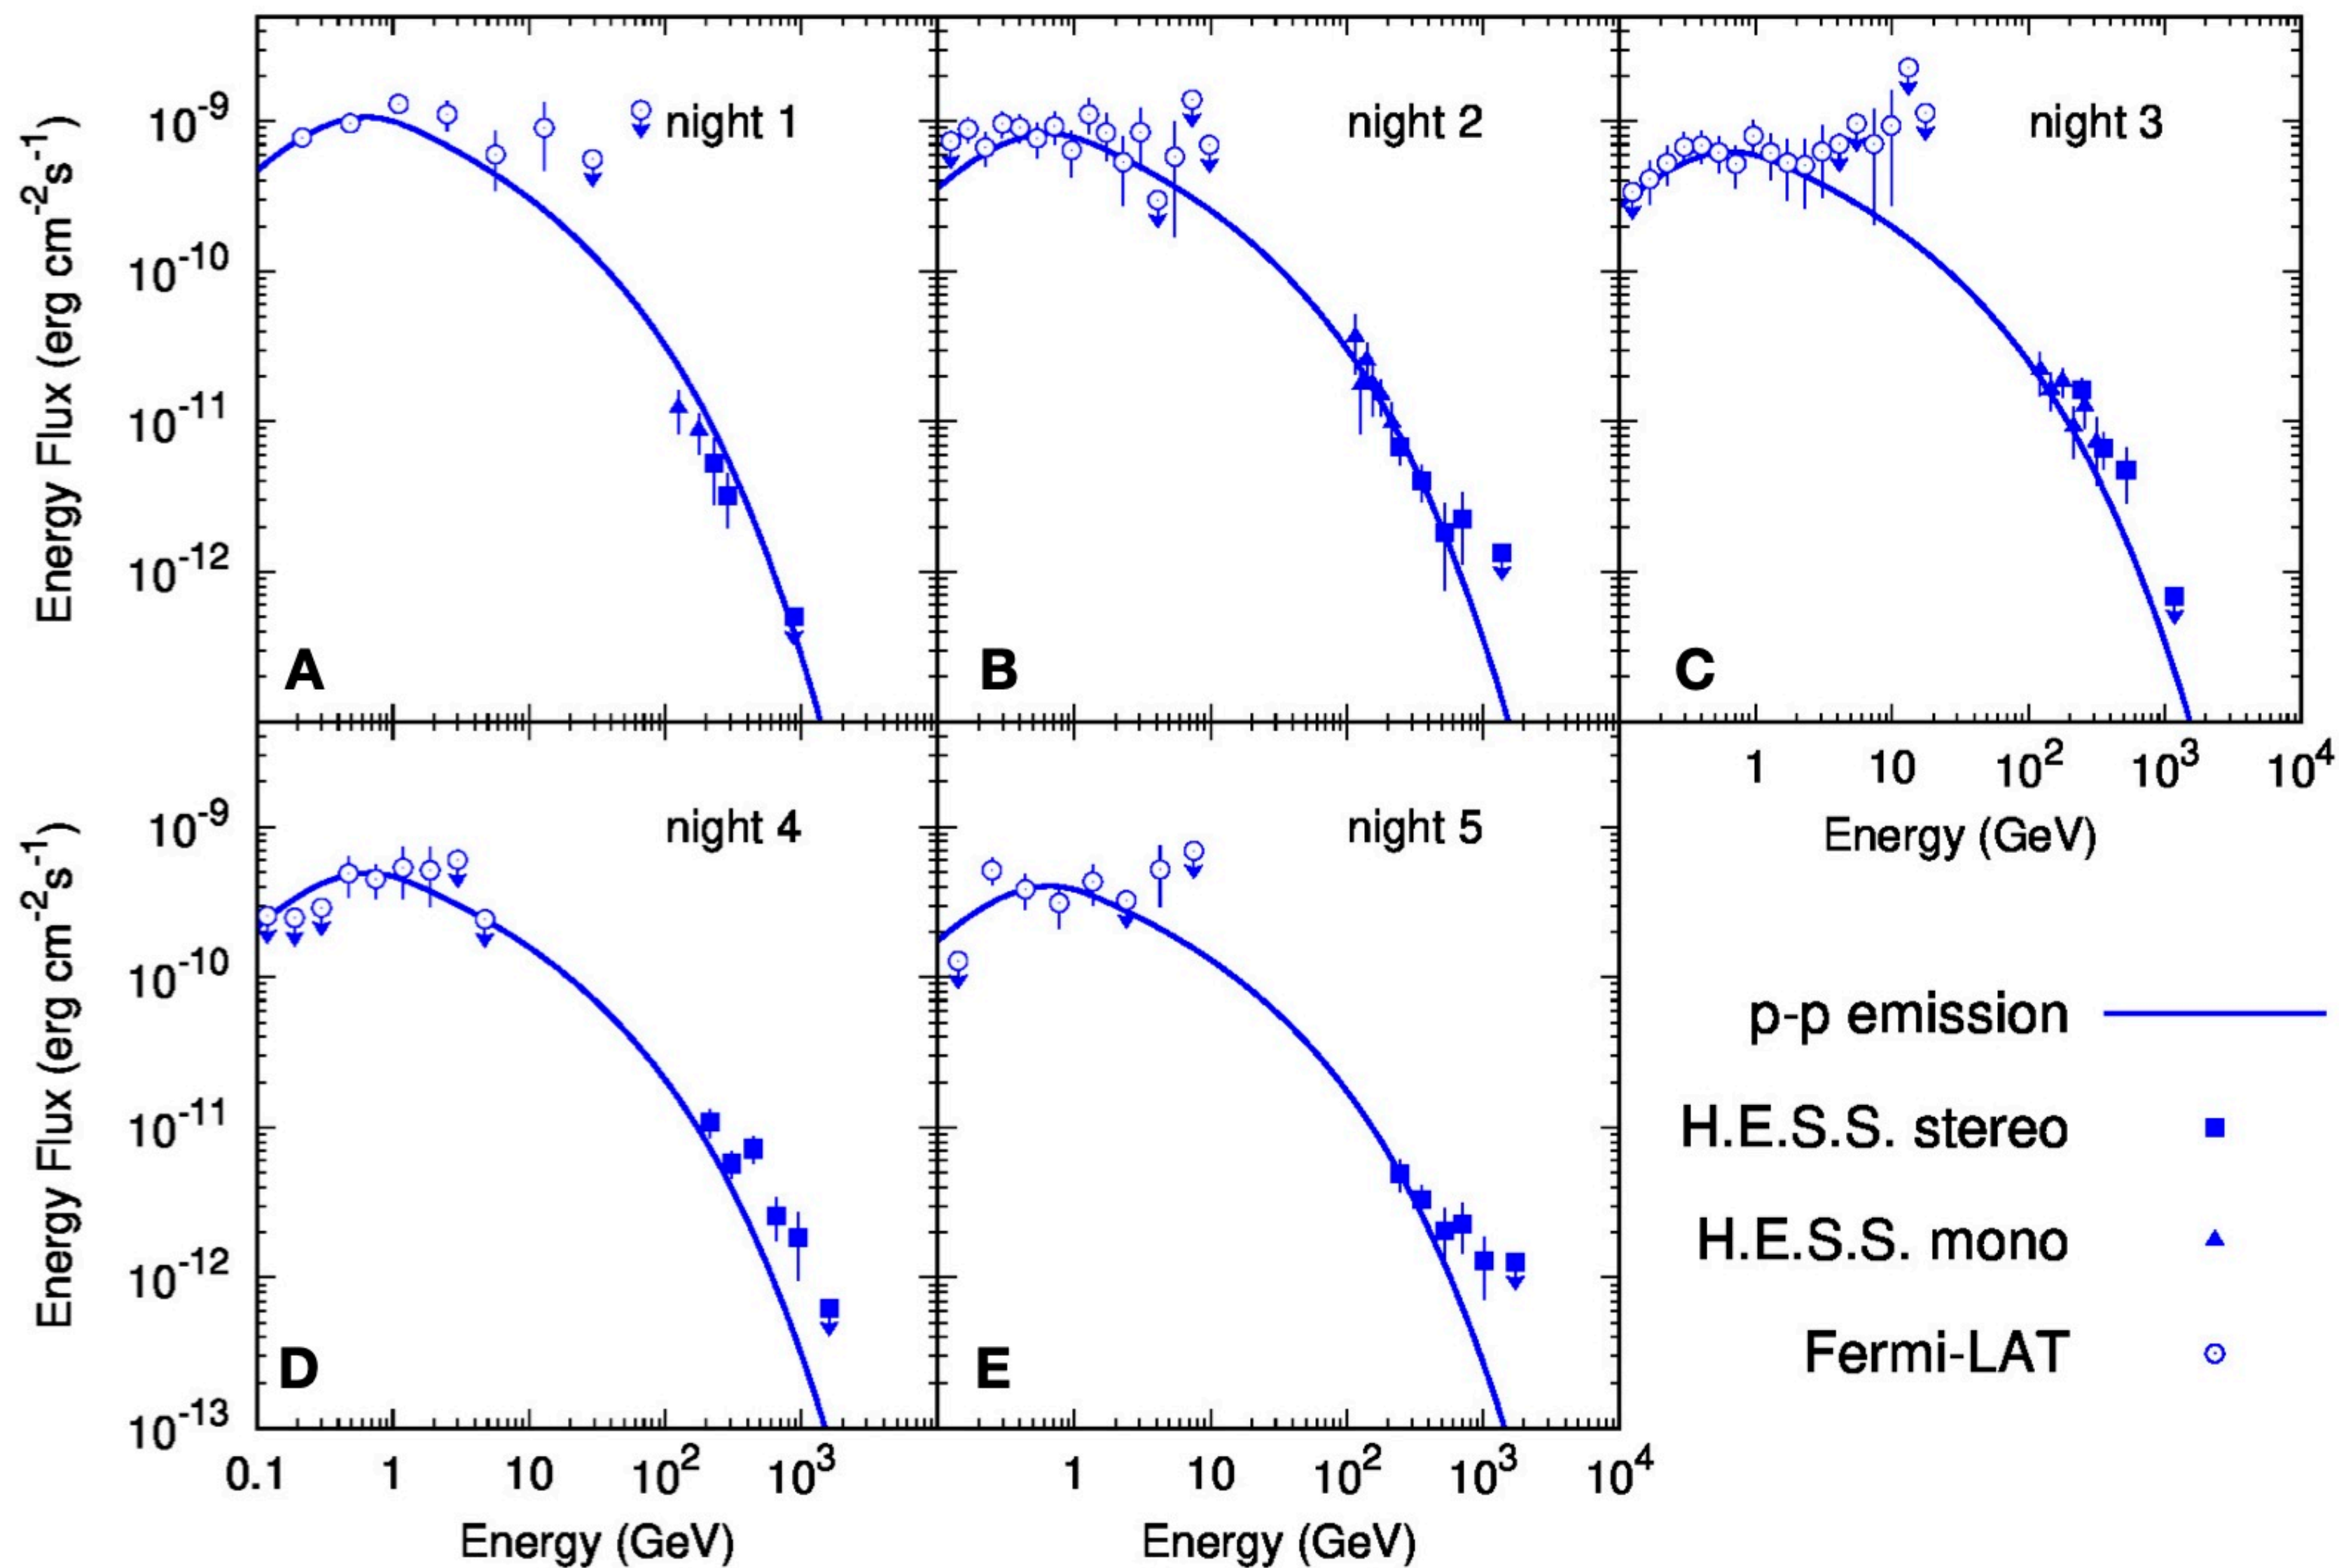 Energy Flux (erg cm⁻²s⁻¹)
10⁻⁹
10⁻¹⁰
10⁻¹¹
10⁻¹²
night 1
A
night 2
B
night 3
C
1 10 10² 10³ 10⁴
Energy (GeV)
Energy Flux (erg cm⁻²s⁻¹)
10⁻⁹
10⁻¹⁰
10⁻¹¹
10⁻¹²
10⁻¹³
night 4
D
night 5
E
0.1 1 10 10² 10³
1 10 10² 10³ 10⁴
Energy (GeV)
Energy (GeV)
p-p emission
H.E.S.S. stereo
H.E.S.S. mono
Fermi-LAT